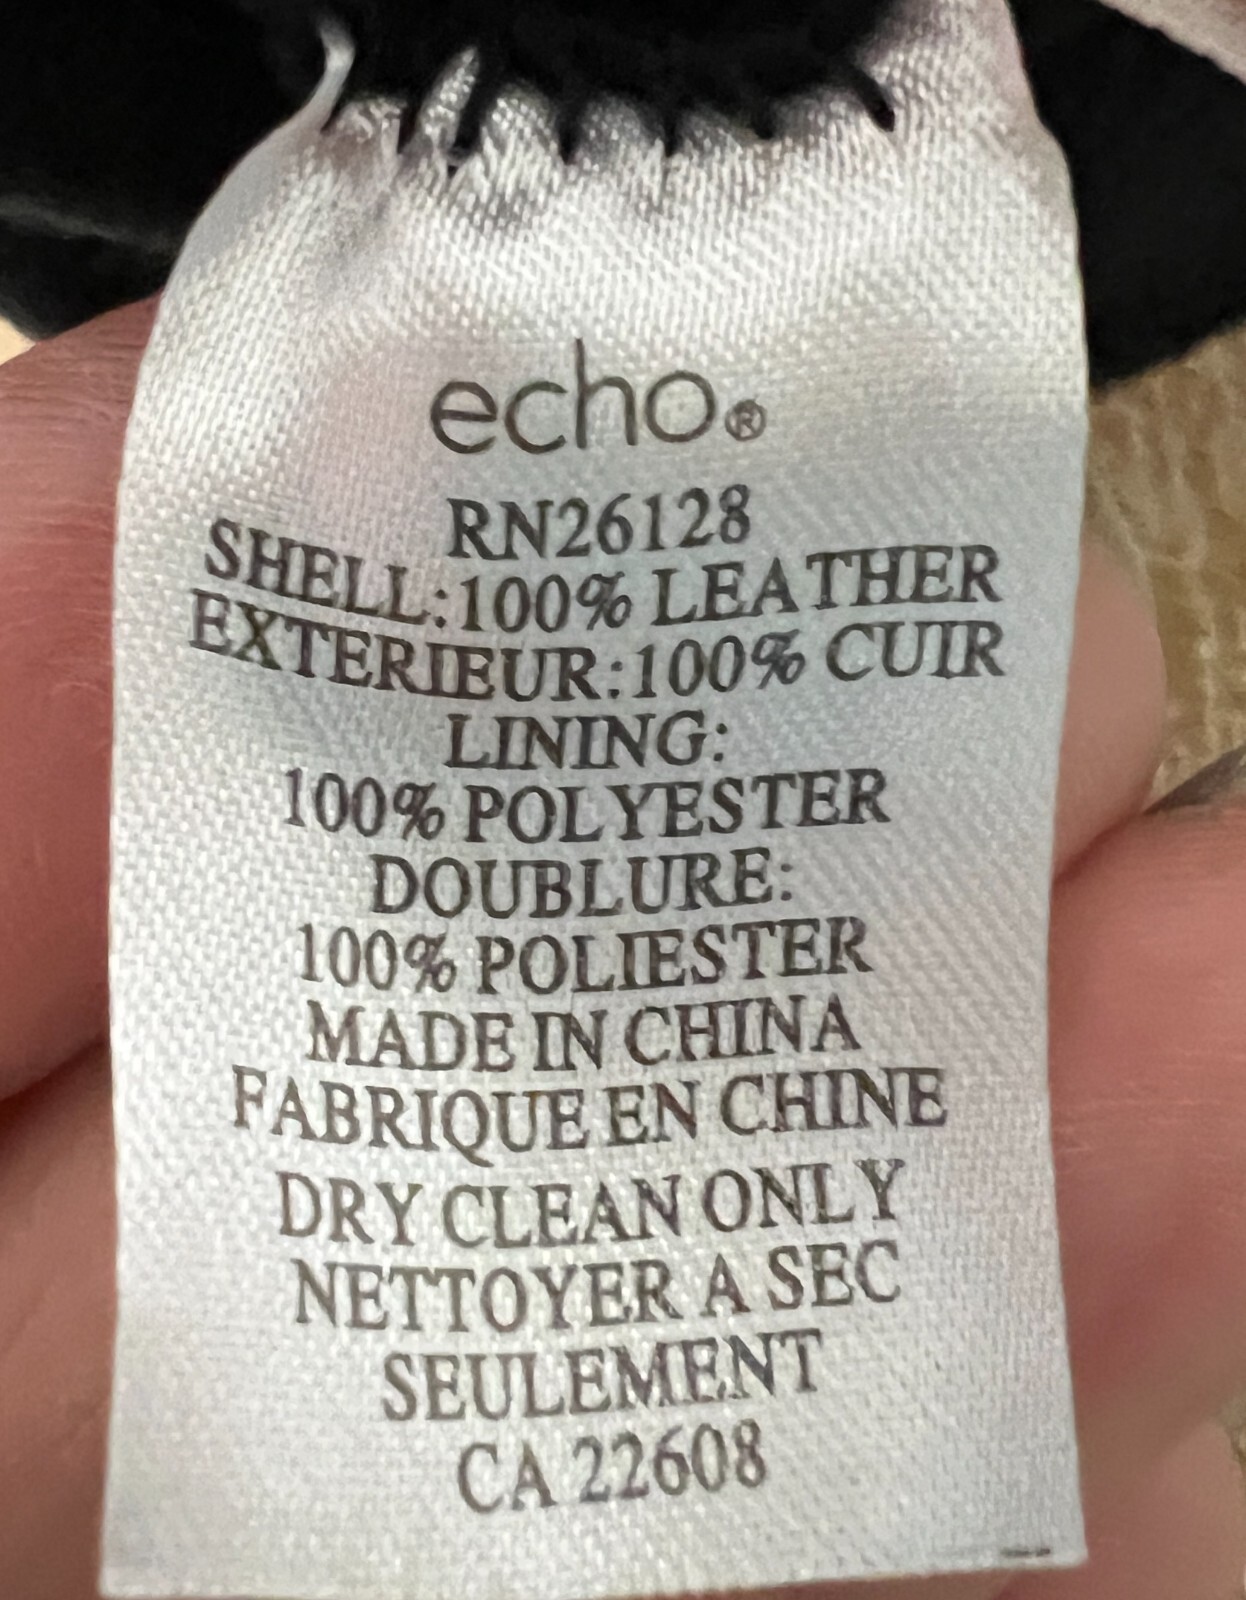 echo®
RN26128
SHELL:100% LEATHER
EXTERIEUR:100% CUIR
LINING:
100% POLYESTER
DOUBLURE:
100% POLIESTER
MADE IN CHINA
FABRIQUE EN CHINE
DRY CLEAN ONLY
NETTOYER A SEC
SEULEMENT
CA 22608